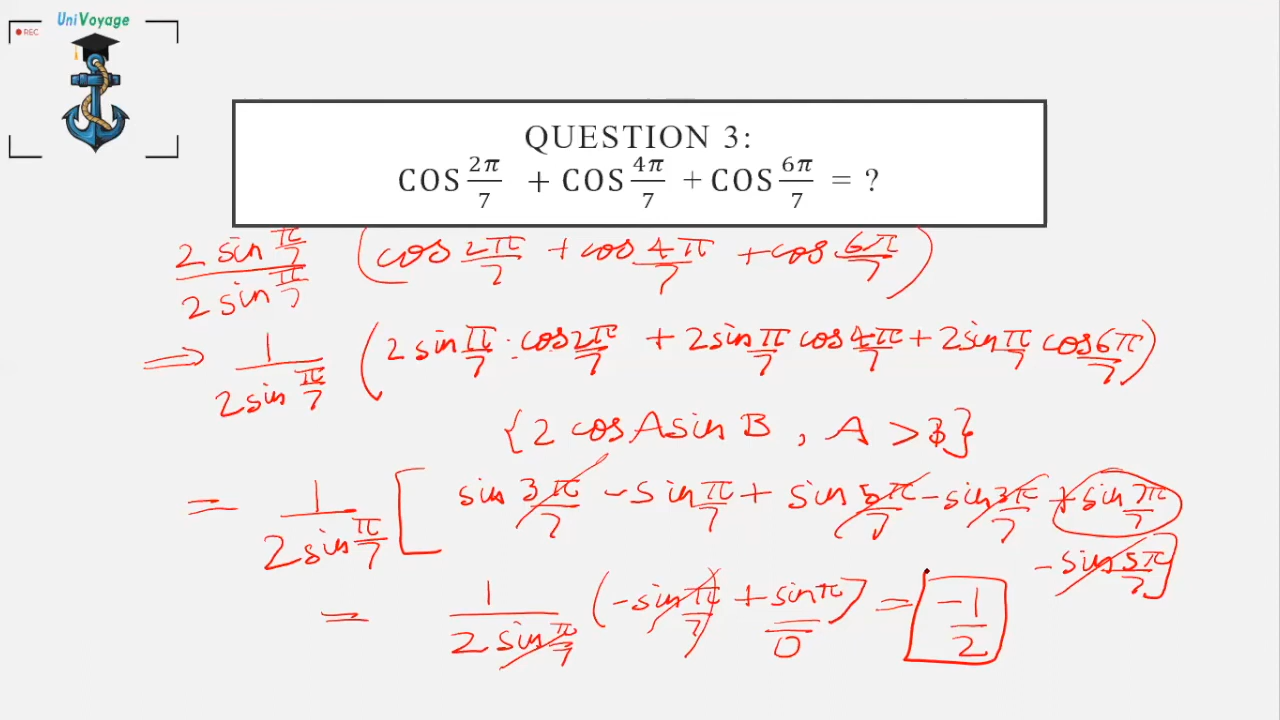 UniVoyage
REC
QUESTION 3:
COS 2π/7 + COS 4π/7 + COS 6π/7 = ?
2 sin π/7 / 2 sin π/7 (cos 2π/7 + cos 4π/7 + cos 6π/7)
⇒ 1 / 2 sin π/7 (2 sin π/7 · cos 2π/7 + 2 sin π/7 cos 4π/7 + 2 sin π/7 cos 6π/7)
{2 cos A sin B , A > B}
= 1 / 2 sin π/7 [ sin 3π/7 - sin π/7 + sin 5π/7 - sin 3π/7 + sin 7π/7
- sin 5π/7 ]
= 1 / 2 sin π/7 (- sin π/7 + sin π) = -1/2
0